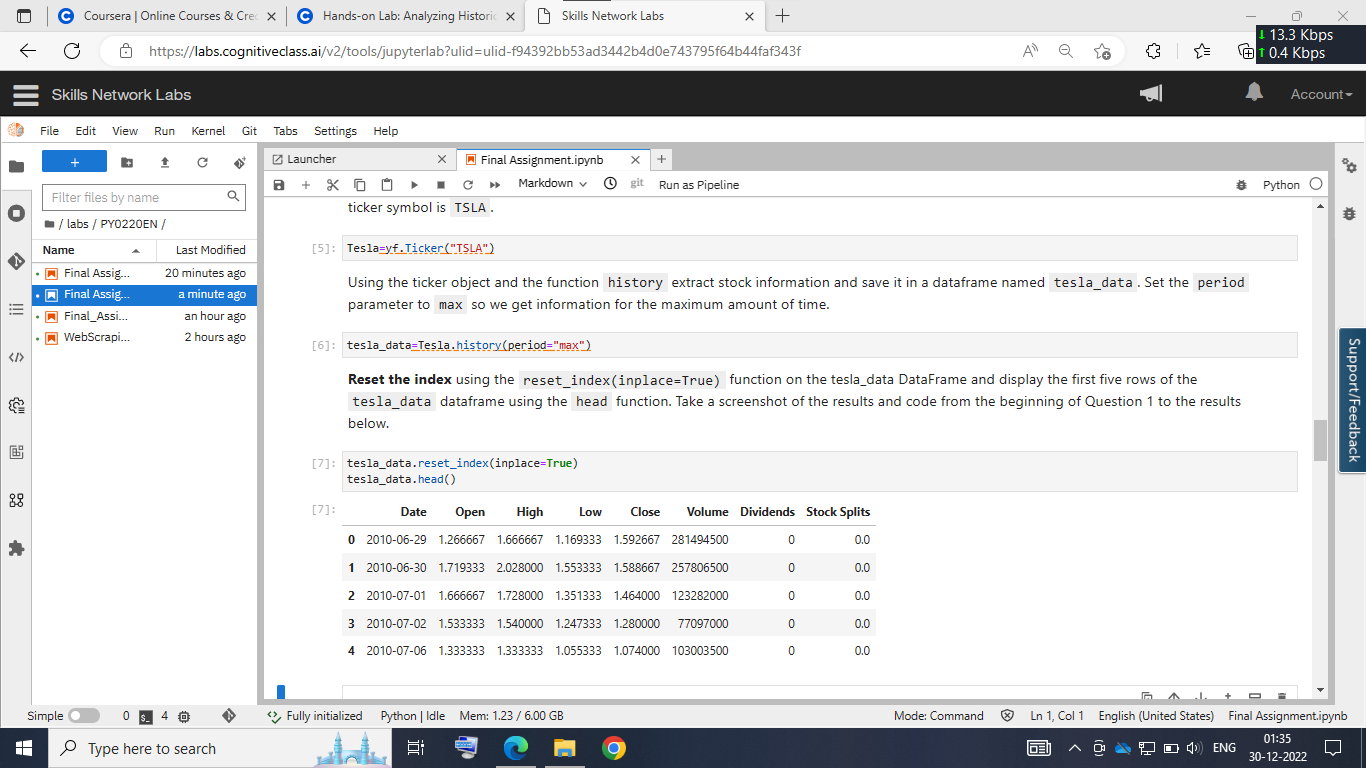 Coursera | Online Courses & Crec
Hands-on Lab: Analyzing Historic
Skills Network Labs
https://labs.cognitiveclass.ai/v2/tools/jupyterlab?ulid=ulid-f94392bb53ad3442b4d0e743795f64b44faf343f
13.3 Kbps
0.4 Kbps
Skills Network Labs
Account
File Edit View Run Kernel Git Tabs Settings Help
Launcher
Final Assignment.ipynb
Markdown
git
Run as Pipeline
Python
Filter files by name
/ labs / PY0220EN /
Name Last Modified
Final Assig... 20 minutes ago
Final Assig... a minute ago
Final_Assi... an hour ago
WebScrapi... 2 hours ago
ticker symbol is TSLA .
[5]: Tesla=yf.Ticker("TSLA")
Using the ticker object and the function history extract stock information and save it in a dataframe named tesla_data . Set the period
parameter to max so we get information for the maximum amount of time.
[6]: tesla_data=Tesla.history(period="max")
Reset the index using the reset_index(inplace=True) function on the tesla_data DataFrame and display the first five rows of the
tesla_data dataframe using the head function. Take a screenshot of the results and code from the beginning of Question 1 to the results
below.
[7]: tesla_data.reset_index(inplace=True)
tesla_data.head()
[7]: Date Open High Low Close Volume Dividends Stock Splits
0 2010-06-29 1.266667 1.666667 1.169333 1.592667 281494500 0 0.0
1 2010-06-30 1.719333 2.028000 1.553333 1.588667 257806500 0 0.0
2 2010-07-01 1.666667 1.728000 1.351333 1.464000 123282000 0 0.0
3 2010-07-02 1.533333 1.540000 1.247333 1.280000 77097000 0 0.0
4 2010-07-06 1.333333 1.333333 1.055333 1.074000 103003500 0 0.0
Support/Feedback
Simple 0 4 Fully initialized Python | Idle Mem: 1.23 / 6.00 GB Mode: Command Ln 1, Col 1 English (United States) Final Assignment.ipynb
Type here to search
ENG
01:35
30-12-2022